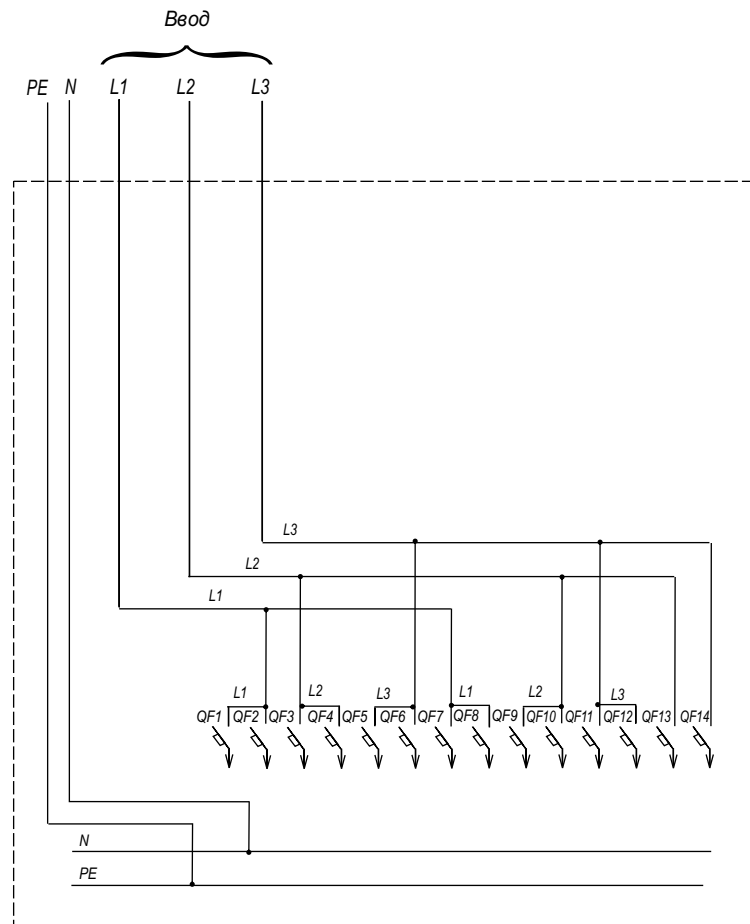 Ввод
PE N L1 L2 L3
L3
L2
L1
L1 L2 L3 L1 L2 L3
QF1 QF2 QF3 QF4 QF5 QF6 QF7 QF8 QF9 QF10 QF11 QF12 QF13 QF14
N
PE